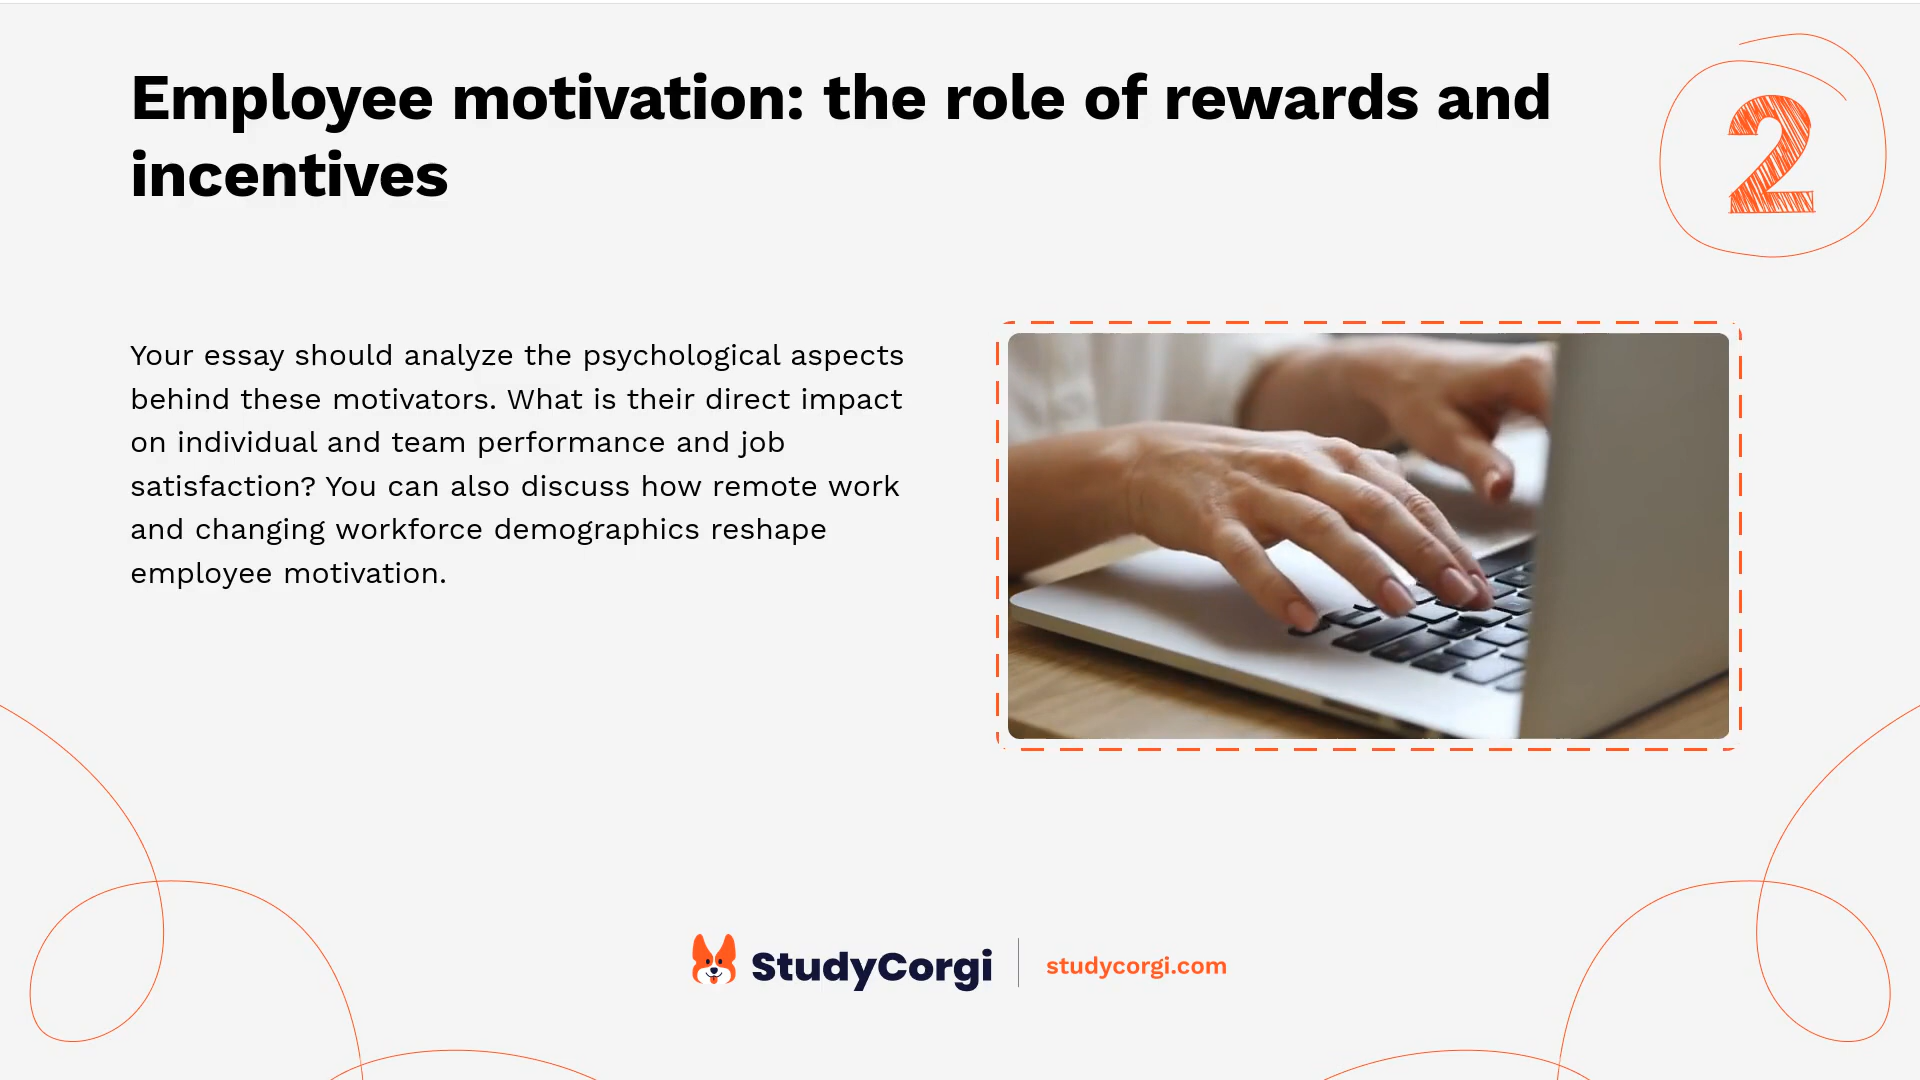 Employee motivation: the role of rewards and
incentives
2
Your essay should analyze the psychological aspects
behind these motivators. What is their direct impact
on individual and team performance and job
satisfaction? You can also discuss how remote work
and changing workforce demographics reshape
employee motivation.
StudyCorgi
studycorgi.com